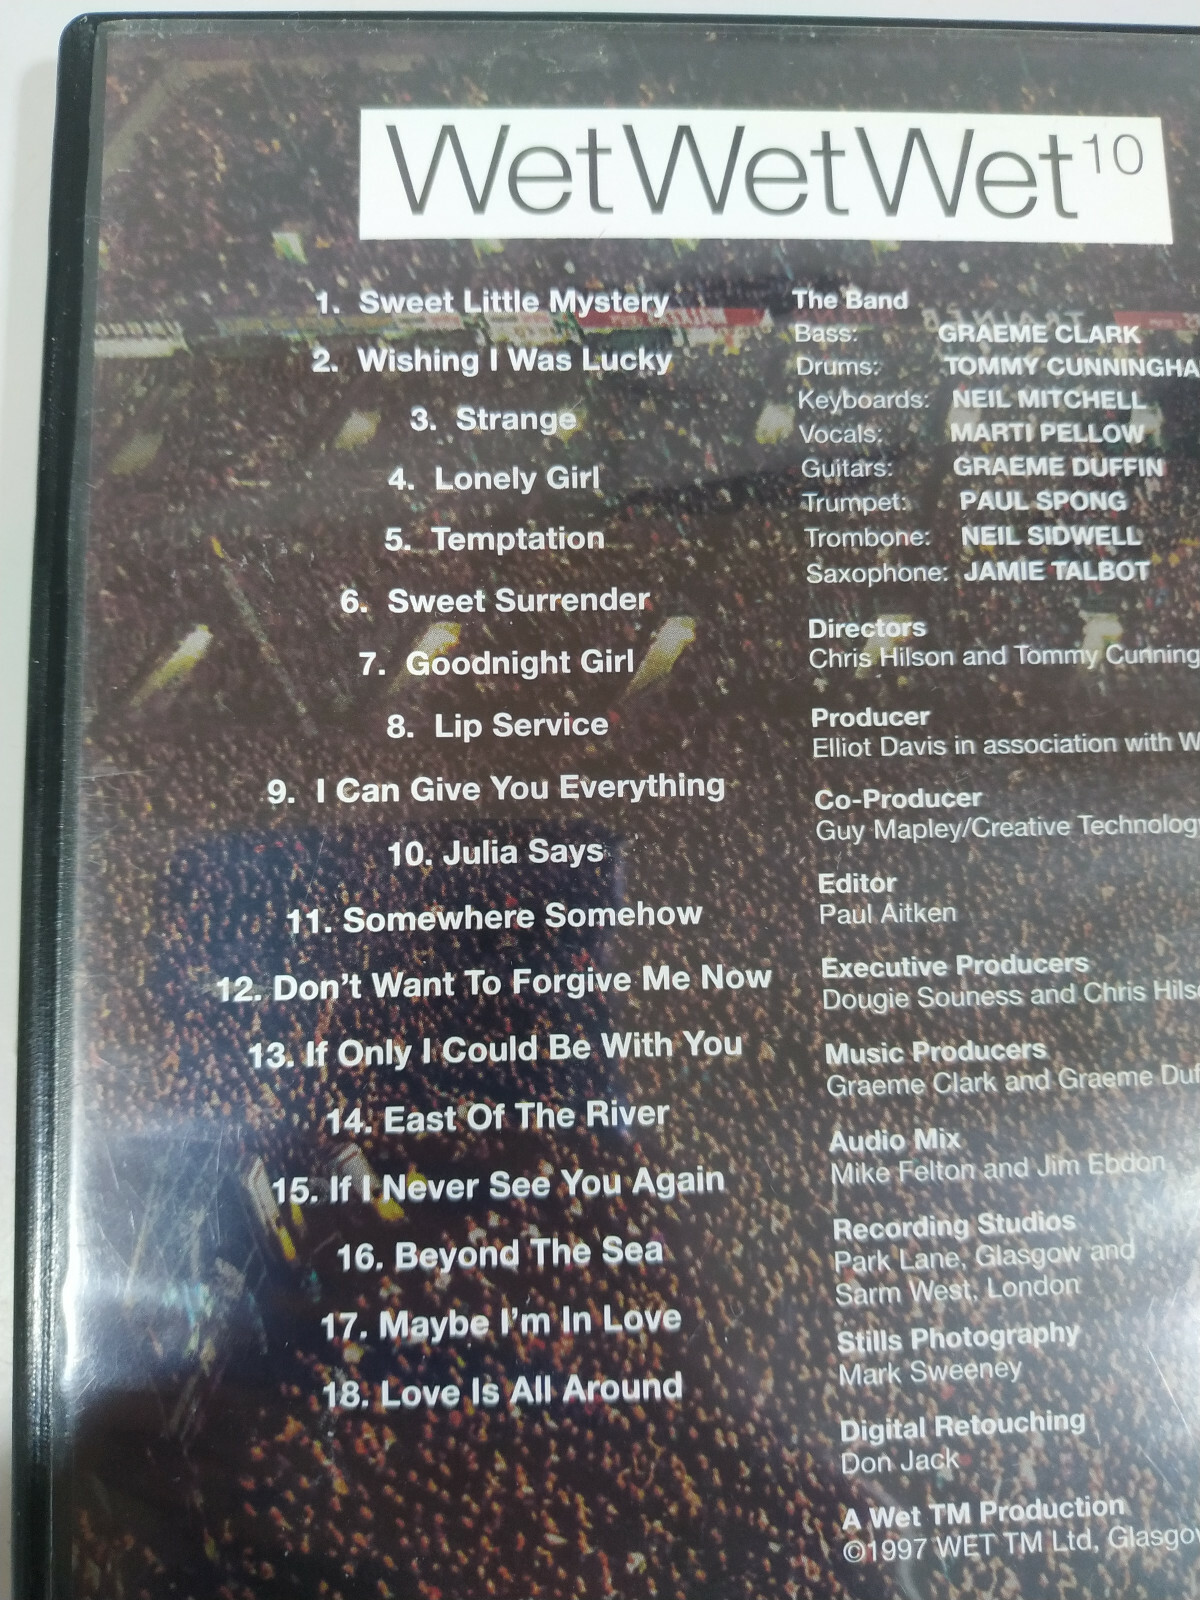 WetWetWet10
1. Sweet Little Mystery
2. Wishing I Was Lucky
3. Strange
4. Lonely Girl
5. Temptation
6. Sweet Surrender
7. Goodnight Girl
8. Lip Service
9. I Can Give You Everything
10. Julia Says
11. Somewhere Somehow
12. Don't Want To Forgive Me Now
13. If Only I Could Be With You
14. East Of The River
15. If I Never See You Again
16. Beyond The Sea
17. Maybe I'm In Love
18. Love Is All Around
The Band
Bass: GRAEME CLARK
Drums: TOMMY CUNNINGHA
Keyboards: NEIL MITCHELL
Vocals: MARTI PELLOW
Guitars: GRAEME DUFFIN
Trumpet: PAUL SPONG
Trombone: NEIL SIDWELL
Saxophone: JAMIE TALBOT
Directors
Chris Hilson and Tommy Cunning
Producer
Elliot Davis in association with W
Co-Producer
Guy Mapley/Creative Technology
Editor
Paul Aitken
Executive Producers
Dougie Souness and Chris Hils
Music Producers
Graeme Clark and Graeme Duf
Audio Mix
Mike Felton and Jim Ebdon
Recording Studios
Park Lane, Glasgow and
Sarm West, London
Stills Photography
Mark Sweeney
Digital Retouching
Don Jack
A Wet TM Production
©1997 WET TM Ltd, Glasgo